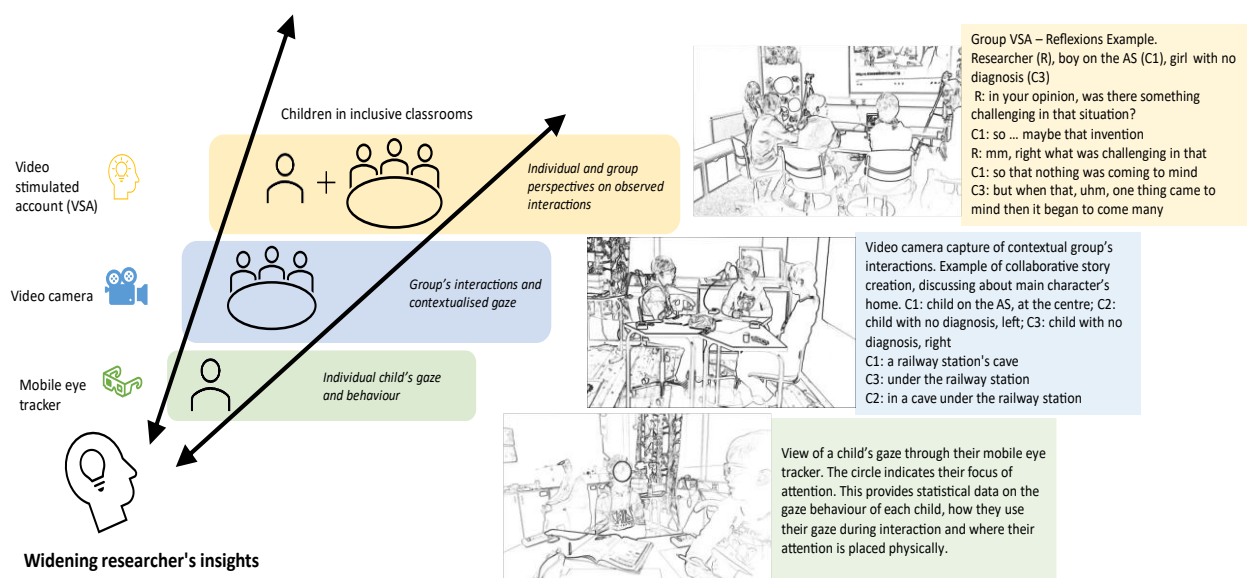 Children in inclusive classrooms
Video
stimulated
account (VSA)
Individual and group
perspectives on observed
interactions
Video camera
Group's interactions and
contextualised gaze
Mobile eye
tracker
Individual child's gaze
and behaviour
Widening researcher's insights
Group VSA – Reflexions Example.
Researcher (R), boy on the AS (C1), girl with no
diagnosis (C3)
R: in your opinion, was there something
challenging in that situation?
C1: so ... maybe that invention
R: mm, right what was challenging in that
C1: so that nothing was coming to mind
C3: but when that, uhm, one thing came to
mind then it began to come many
Video camera capture of contextual group's
interactions. Example of collaborative story
creation, discussing about main character's
home. C1: child on the AS, at the centre; C2:
child with no diagnosis, left; C3: child with no
diagnosis, right
C1: a railway station's cave
C3: under the railway station
C2: in a cave under the railway station
View of a child's gaze through their mobile eye
tracker. The circle indicates their focus of
attention. This provides statistical data on the
gaze behaviour of each child, how they use
their gaze during interaction and where their
attention is placed physically.